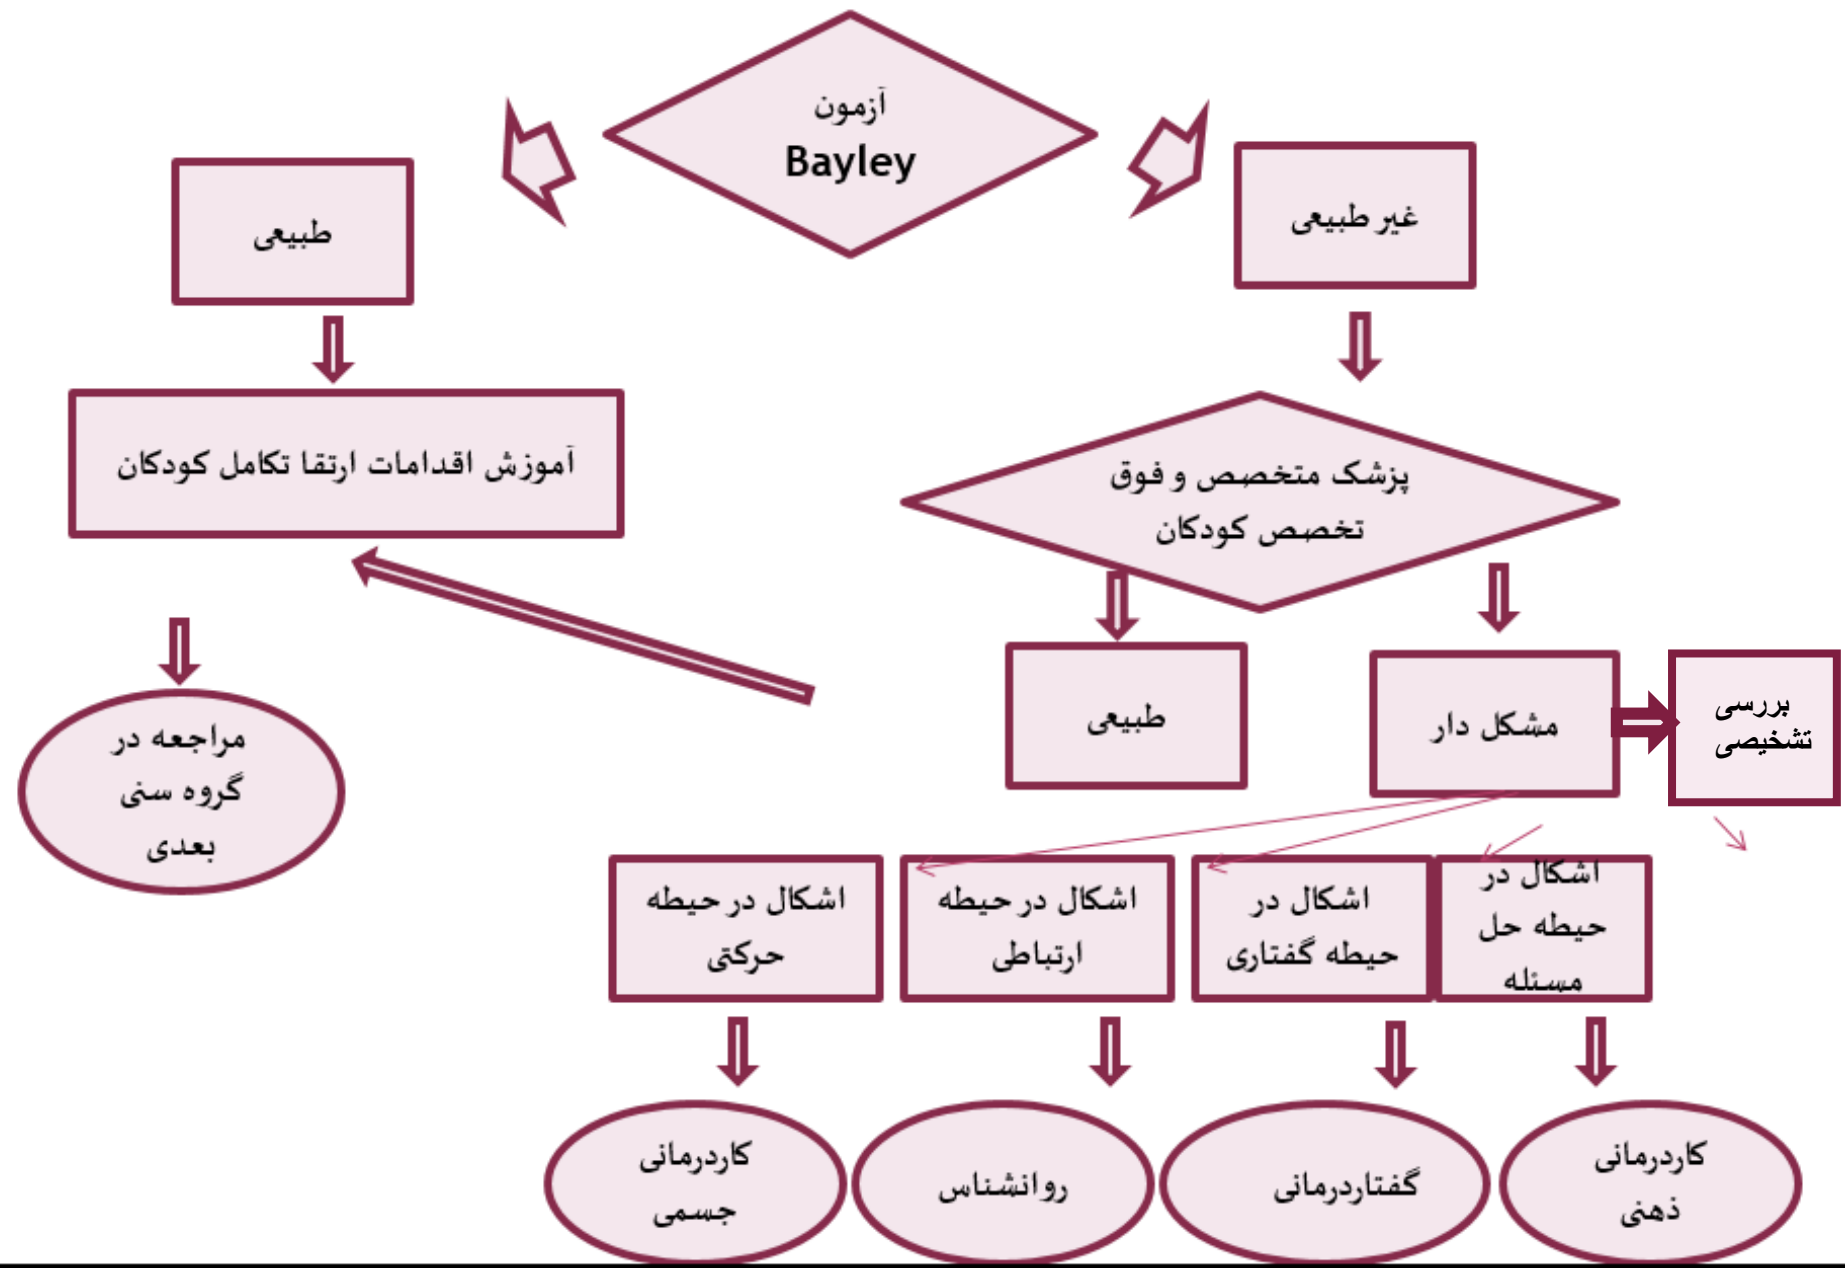 آزمون
Bayley
غیر طبیعی
طبیعی
پزشک متخصص و فوق
تخصص کودکان
آموزش اقدامات ارتقا تکامل کودکان
بررسی
تشخیصی
مشکل دار
طبیعی
مراجعه در
گروه سنی
بعدی
اشکال در
حیطه حل
مسئله
اشکال در
حیطه گفتاری
اشکال در حیطه
ارتباطی
اشکال در حیطه
حرکتی
کاردرمانی
ذهنی
گفتاردرمانی
روانشناس
کاردرمانی
جسمی